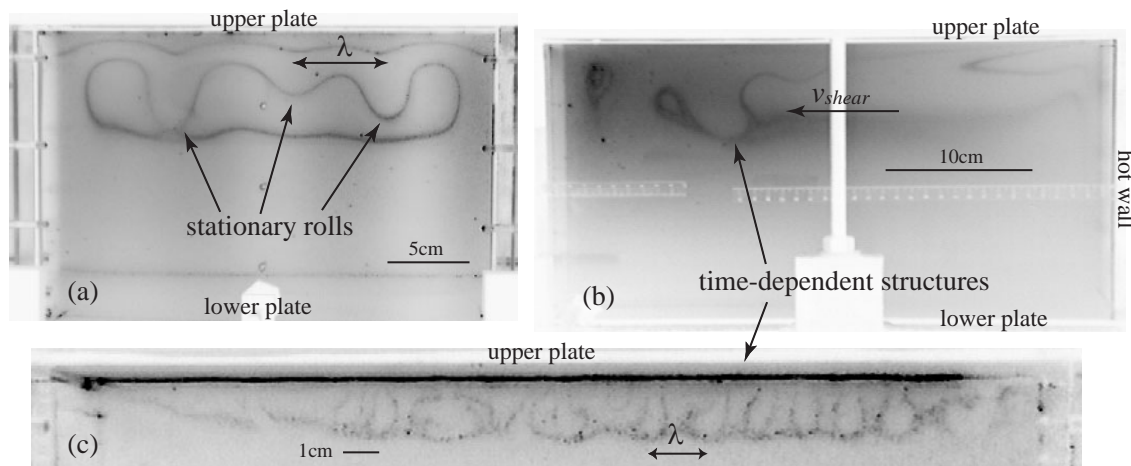 upper plate
λ
stationary rolls
5cm
(a)
lower plate
upper plate
v_shear
10cm
hot wall
time-dependent structures
(b)
lower plate
upper plate
(c)
1cm
λ